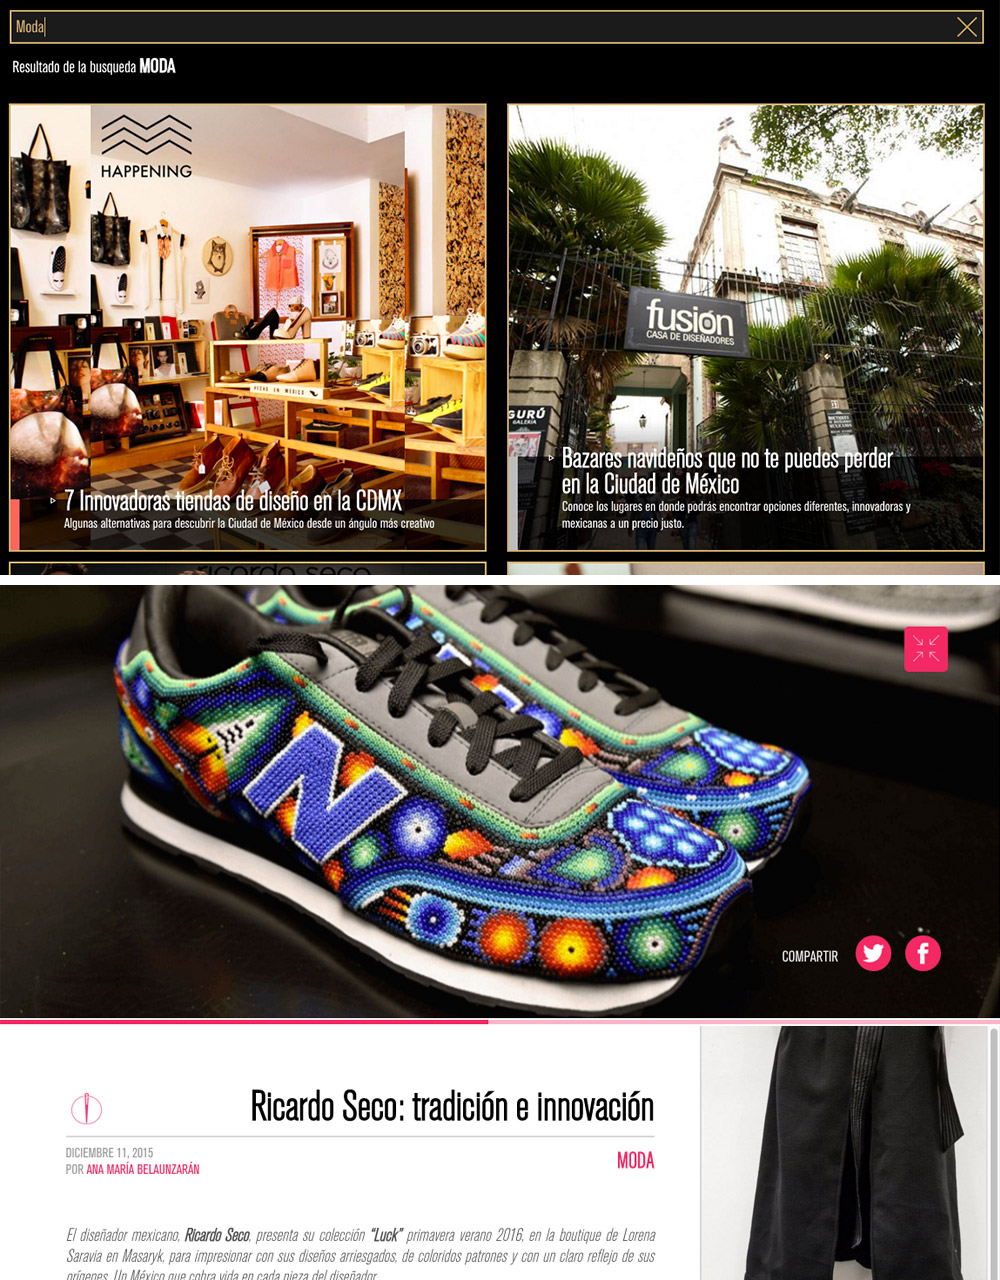 Moda
Resultado de la busqueda MODA
HAPPENING
HECHO EN MÉXICO
7 Innovadoras tiendas de diseño en la CDMX
Algunas alternativas para descubrir la Ciudad de México desde un ángulo más creativo
fusión
CASA DE DISEÑADORES
GURÚ
GALERIA
Bazares navideños que no te puedes perder
en la Ciudad de México
Conoce los lugares en donde podrás encontrar opciones diferentes, innovadoras y
mexicanas a un precio justo.
ricardo seco
N
COMPARTIR
Ricardo Seco: tradición e innovación
DICIEMBRE 11, 2015
POR ANA MARÍA BELAUNZARÁN
MODA
El diseñador mexicano, Ricardo Seco, presenta su colección “Luck” primavera verano 2016, en la boutique de Lorena
Saravia en Masaryk, para impresionar con sus diseños arriesgados, de coloridos patrones y con un claro reflejo de sus
orígenes. Un México que cobra vida en cada pieza del diseñador.